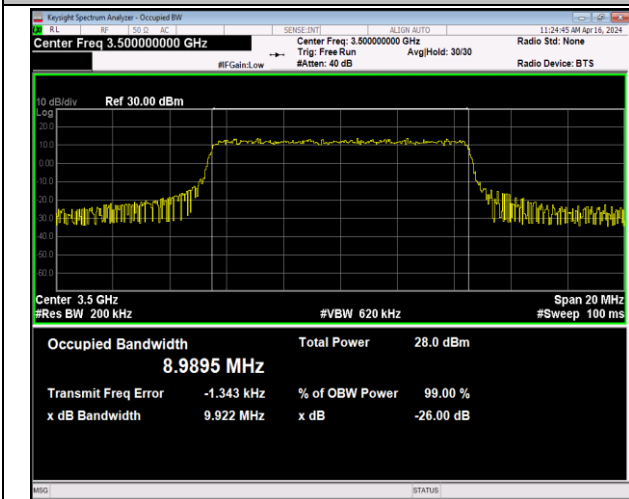 Keysight Spectrum Analyzer - Occupied BW
RL RF 50 Ω AC SENSE:INT ALIGN AUTO 11:24:45 AM Apr 16, 2024
Center Freq 3.500000000 GHz Center Freq: 3.500000000 GHz Radio Std: None
Trig: Free Run Avg|Hold: 30/30
#IFGain:Low #Atten: 40 dB Radio Device: BTS
10 dB/div Ref 30.00 dBm
Log
20.0
10.0
0.00
-10.0
-20.0
-30.0
-40.0
-50.0
-60.0
Center 3.5 GHz Span 20 MHz
#Res BW 200 kHz #VBW 620 kHz #Sweep 100 ms
Occupied Bandwidth Total Power 28.0 dBm
8.9895 MHz
Transmit Freq Error -1.343 kHz % of OBW Power 99.00 %
x dB Bandwidth 9.922 MHz x dB -26.00 dB
MSG STATUS